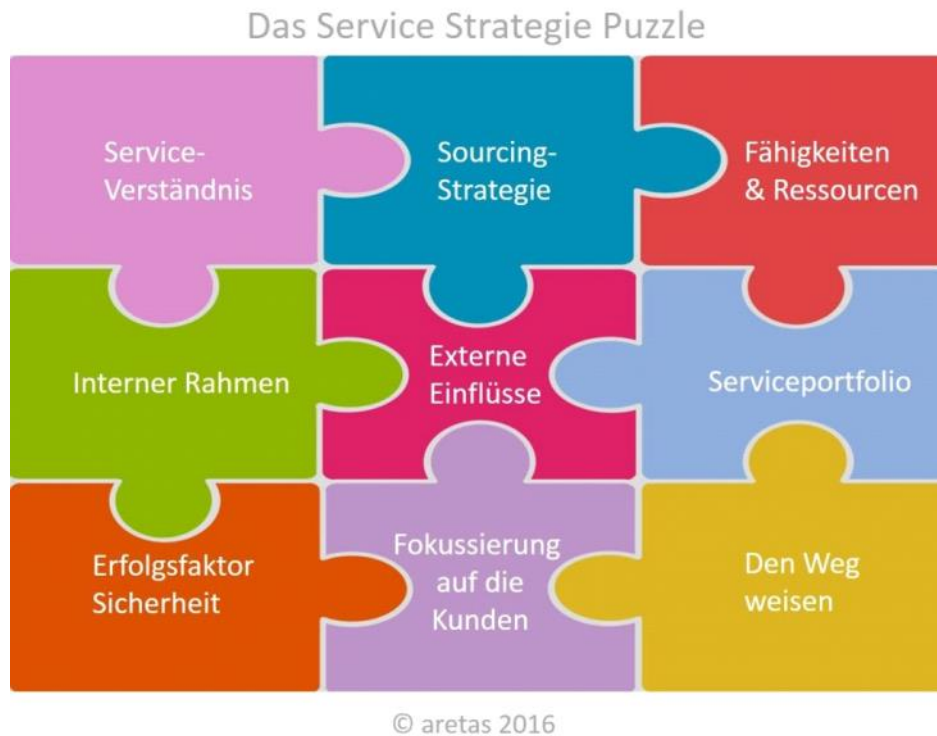 Das Service Strategie Puzzle
Service-
Verständnis
Sourcing-
Strategie
Fähigkeiten
& Ressourcen
Interner Rahmen
Externe
Einflüsse
Serviceportfolio
Erfolgsfaktor
Sicherheit
Fokussierung
auf die
Kunden
Den Weg
weisen
© aretas 2016